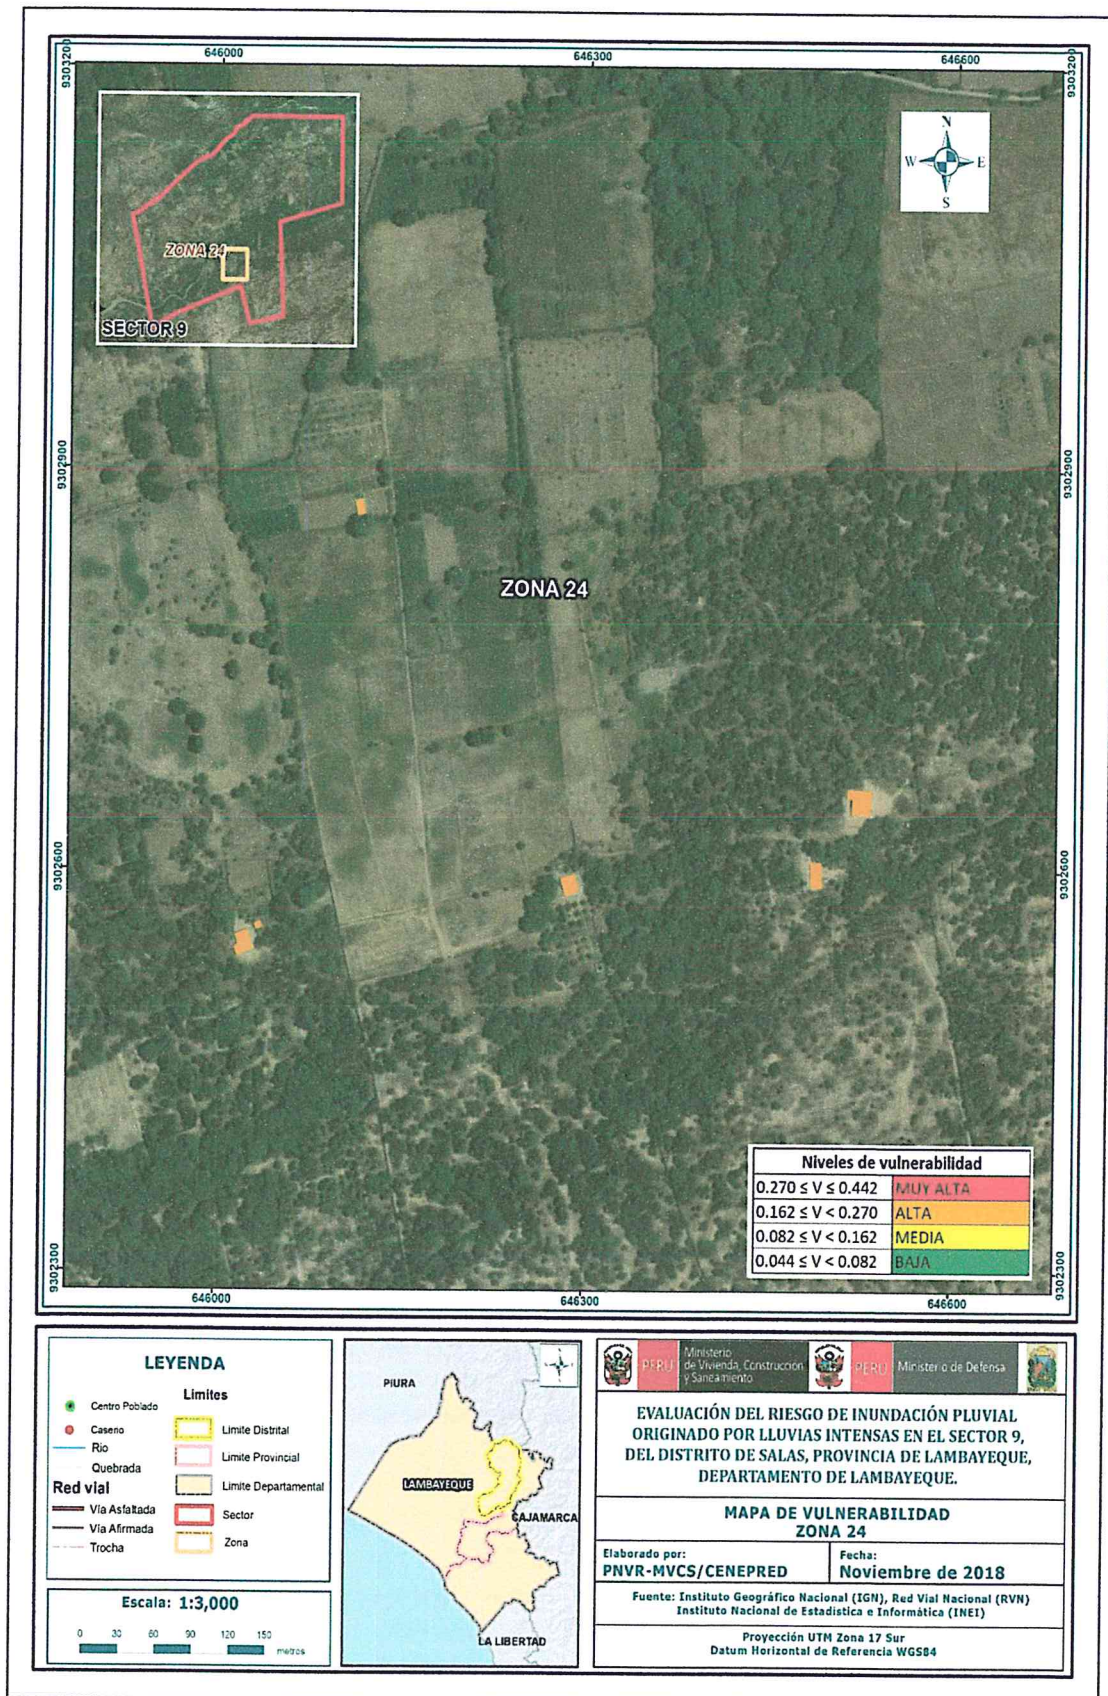 646000
646300
646600
9303200
9303200
N
W
E
S
ZONA 24
SECTOR 9
9302900
9302900
ZONA 24
9302600
9302600
Niveles de vulnerabilidad
0.270 ≤ V ≤ 0.442 MUY ALTA
0.162 ≤ V < 0.270 ALTA
0.082 ≤ V < 0.162 MEDIA
0.044 ≤ V < 0.082 BAJA
9302300
9302300
646000
646300
646600
LEYENDA
Centro Poblado
Caserio
Rio
Quebrada
Red vial
Vía Asfaltada
Vía Afirmada
Trocha
Limites
Limite Distrital
Limite Provincial
Limite Departamental
Sector
Zona
Escala: 1:3,000
0 30 60 90 120 150
metros
PIURA
LAMBAYEQUE
CAJAMARCA
LA LIBERTAD
PERÚ
Ministerio
de Vivienda, Construcción
y Saneamiento
PERÚ
Ministerio de Defensa
EVALUACIÓN DEL RIESGO DE INUNDACIÓN PLUVIAL
ORIGINADO POR LLUVIAS INTENSAS EN EL SECTOR 9,
DEL DISTRITO DE SALAS, PROVINCIA DE LAMBAYEQUE,
DEPARTAMENTO DE LAMBAYEQUE.
MAPA DE VULNERABILIDAD
ZONA 24
Elaborado por:
PNVR-MVCS/CENEPRED
Fecha:
Noviembre de 2018
Fuente: Instituto Geográfico Nacional (IGN), Red Vial Nacional (RVN)
Instituto Nacional de Estadística e Informática (INEI)
Proyección UTM Zona 17 Sur
Datum Horizontal de Referencia WGS84